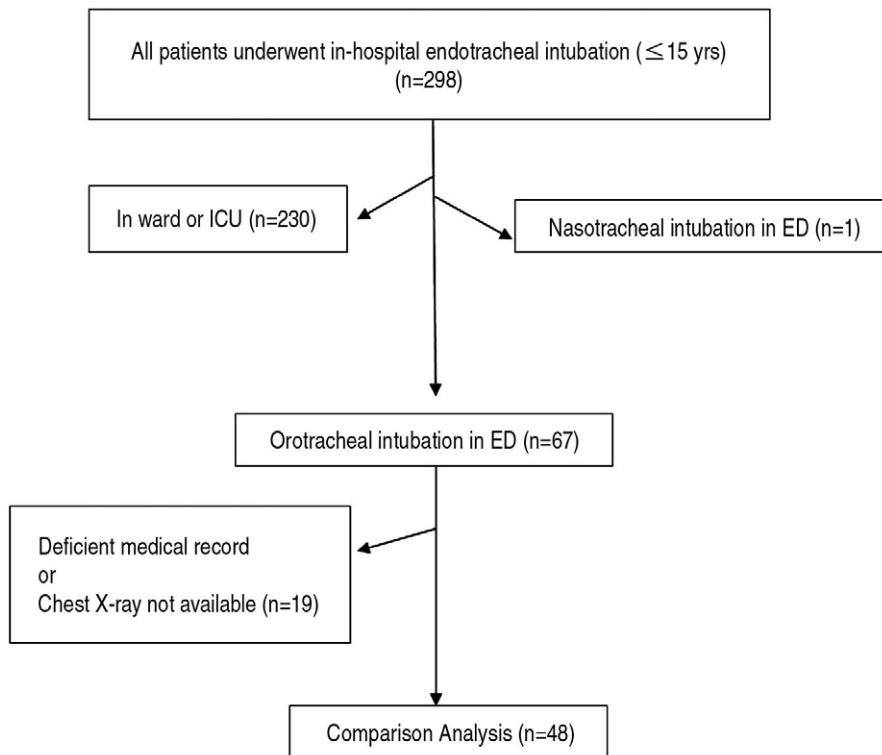 All patients underwent in-hospital endotracheal intubation (≤15 yrs)
(n=298)
In ward or ICU (n=230)
Nasotracheal intubation in ED (n=1)
Orotracheal intubation in ED (n=67)
Deficient medical record
or
Chest X-ray not available (n=19)
Comparison Analysis (n=48)